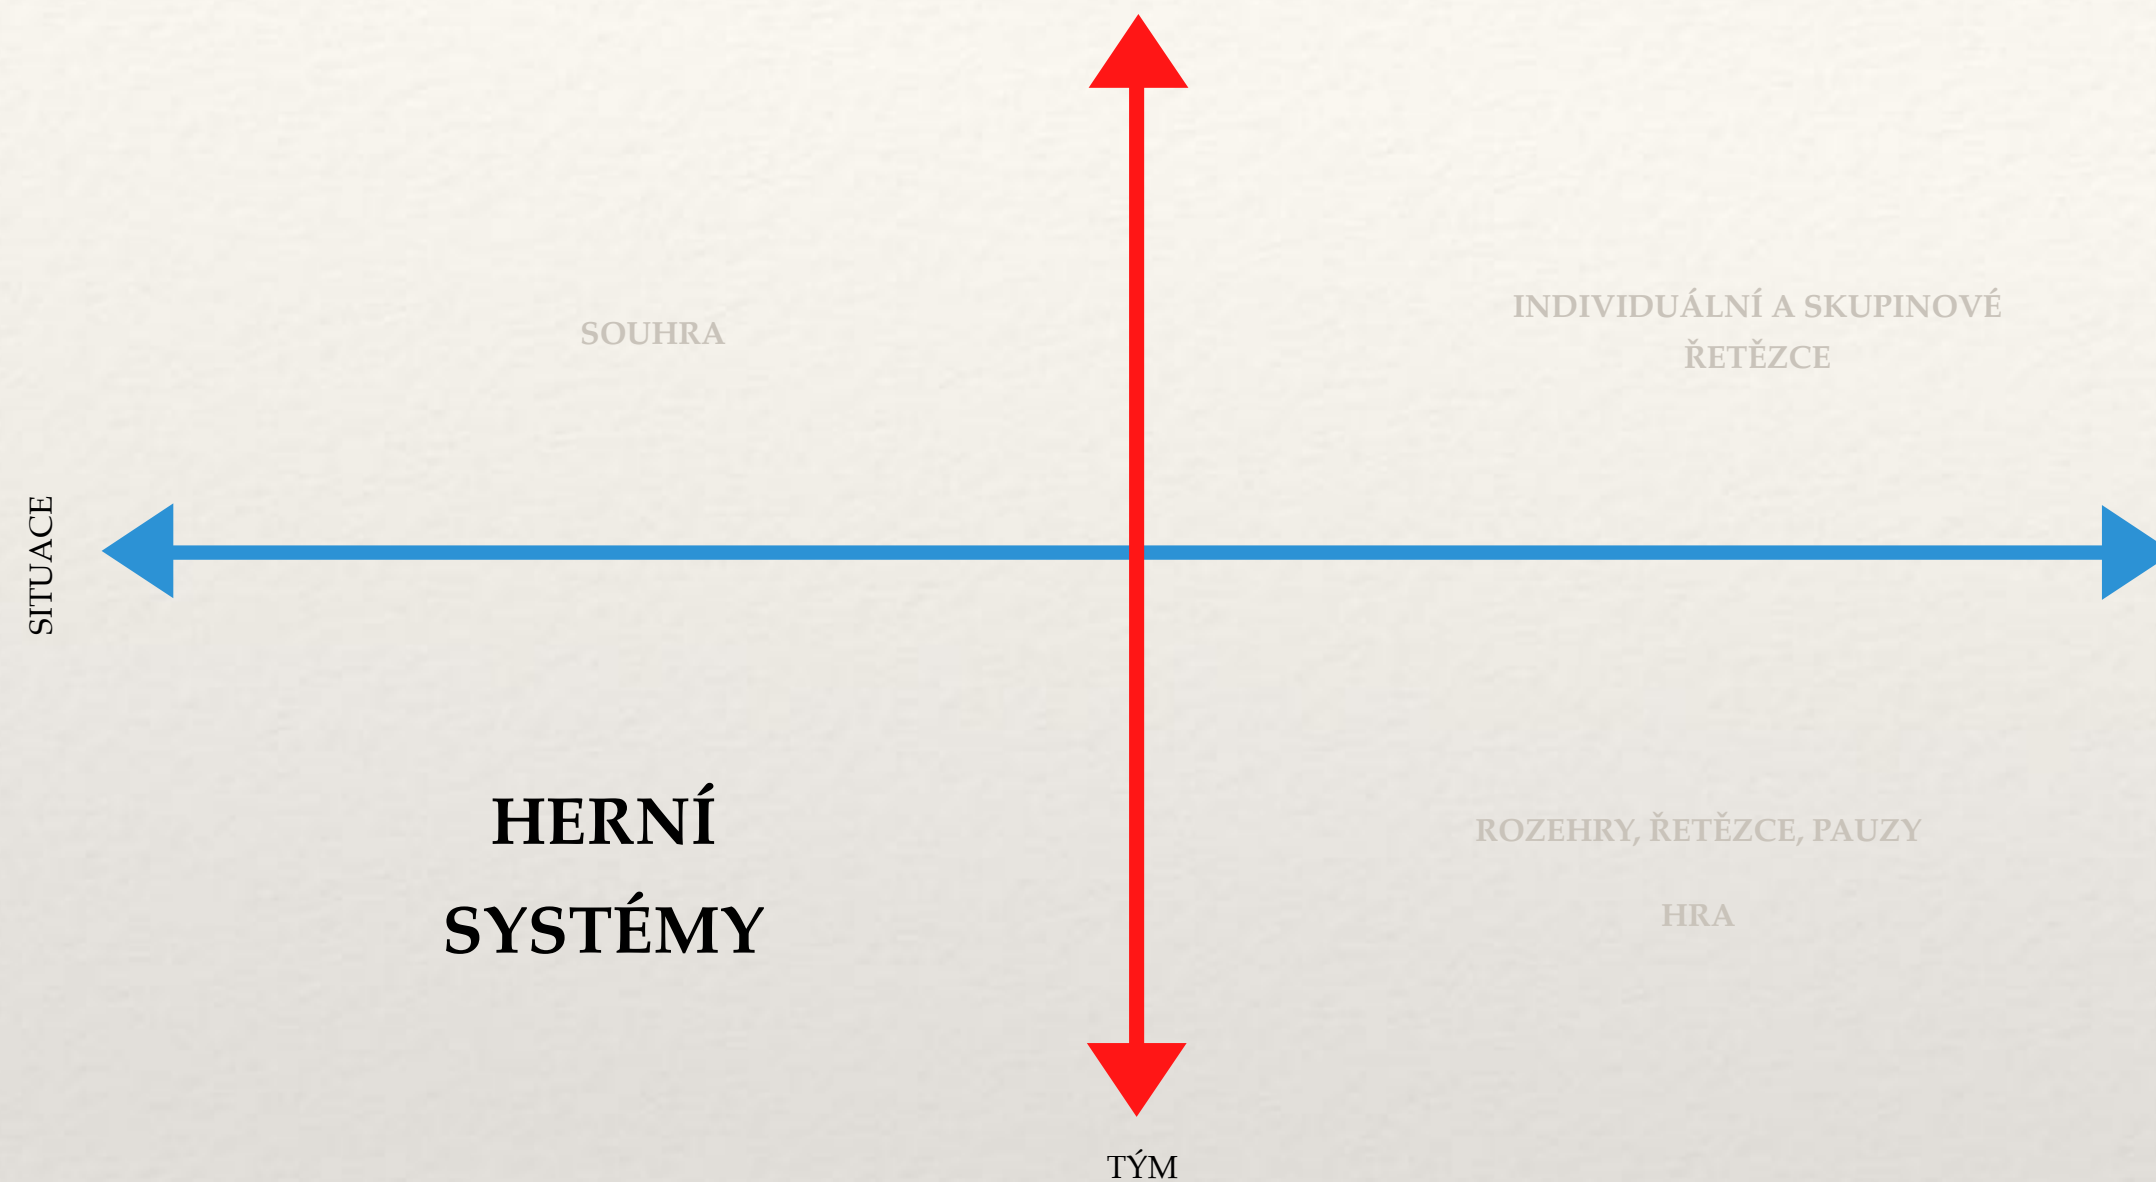 SOUHRA
INDIVIDUÁLNÍ A SKUPINOVÉ
ŘETĚZCE
SITUACE
HERNÍ
SYSTÉMY
ROZEHRY, ŘETĚZCE, PAUZY
HRA
TÝM